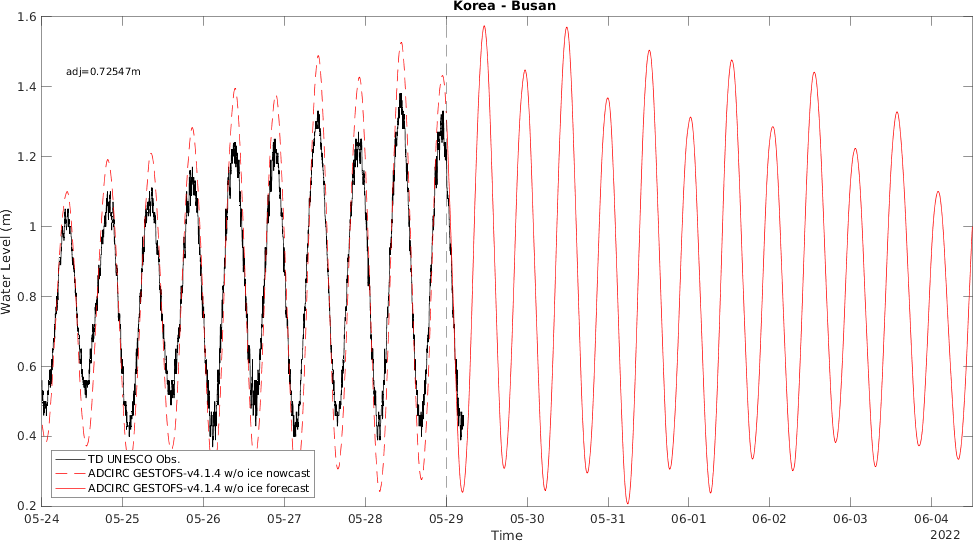 Korea - Busan
adj=0.72547m
Water Level (m)
1.6
1.4
1.2
1
0.8
0.6
0.4
0.2
TD UNESCO Obs.
ADCIRC GESTOFS-v4.1.4 w/o ice nowcast
ADCIRC GESTOFS-v4.1.4 w/o ice forecast
05-24 05-25 05-26 05-27 05-28 05-29 05-30 05-31 06-01 06-02 06-03 06-04
Time
2022